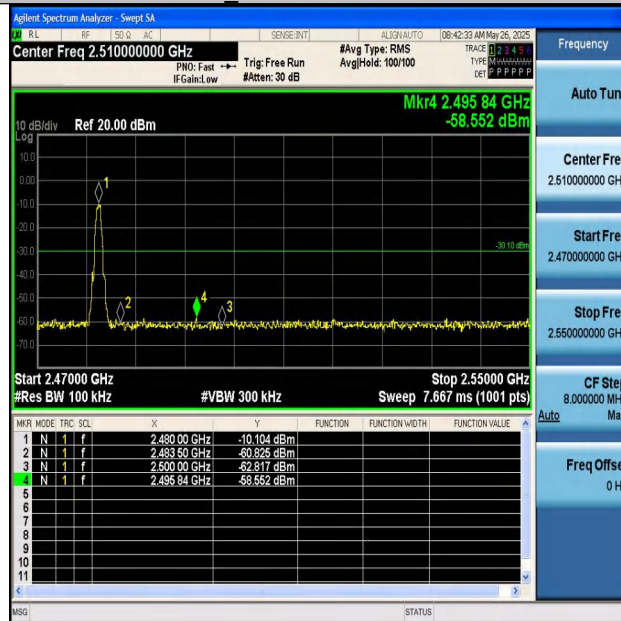 Agilent Spectrum Analyzer - Swept SA
RL RF 50 Ω AC SENSE:INT ALIGN AUTO 08:42:33 AM May 26, 2025
Center Freq 2.510000000 GHz #Avg Type: RMS TRACE 1 2 3 4 5 6
PNO: Fast Trig: Free Run Avg|Hold: 100/100 TYPE M
IFGain:Low #Atten: 30 dB DET P P P P P P
Mkr4 2.495 84 GHz
-58.552 dBm
10 dB/div Ref 20.00 dBm
Log
10.0
0.00
-10.0
-20.0
-30.0
-40.0
-50.0
-60.0
-70.0
1
2
4
3
-30.10 dBm
Start 2.47000 GHz Stop 2.55000 GHz
#Res BW 100 kHz #VBW 300 kHz Sweep 7.667 ms (1001 pts)
MKR MODE TRC SCL X Y FUNCTION FUNCTION WIDTH FUNCTION VALUE
1 N 1 f 2.480 00 GHz -10.104 dBm
2 N 1 f 2.483 50 GHz -60.825 dBm
3 N 1 f 2.500 00 GHz -62.817 dBm
4 N 1 f 2.495 84 GHz -58.552 dBm
5
6
7
8
9
10
11
MSG STATUS
Frequency
Auto Tun
Center Fre
2.510000000 GH
Start Fre
2.470000000 GH
Stop Fre
2.550000000 GH
CF Step
8.000000 MH
Auto Ma
Freq Offse
0 H